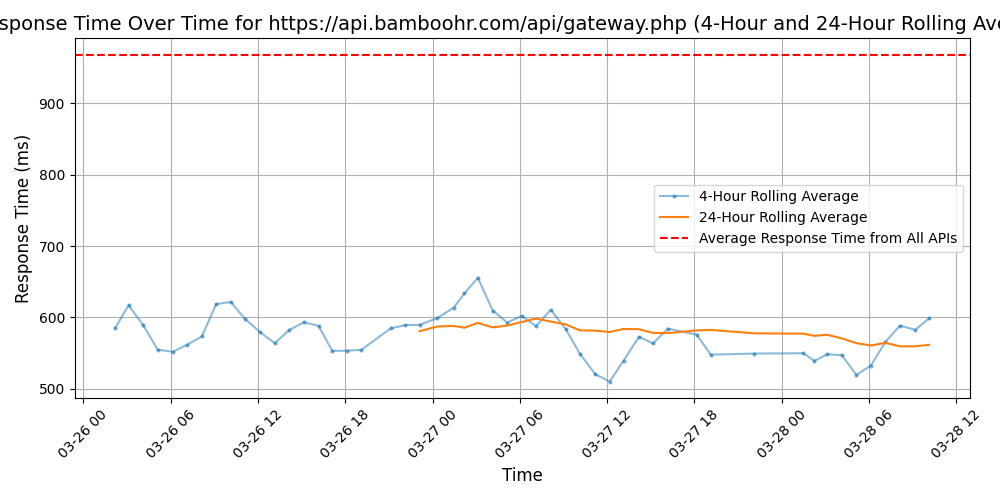 sponse Time Over Time for https://api.bamboohr.com/api/gateway.php (4-Hour and 24-Hour Rolling Ave
Response Time (ms)
900
800
700
600
500
4-Hour Rolling Average
24-Hour Rolling Average
Average Response Time from All APIs
03-26 00
03-26 06
03-26 12
03-26 18
03-27 00
03-27 06
03-27 12
03-27 18
03-28 00
03-28 06
03-28 12
Time